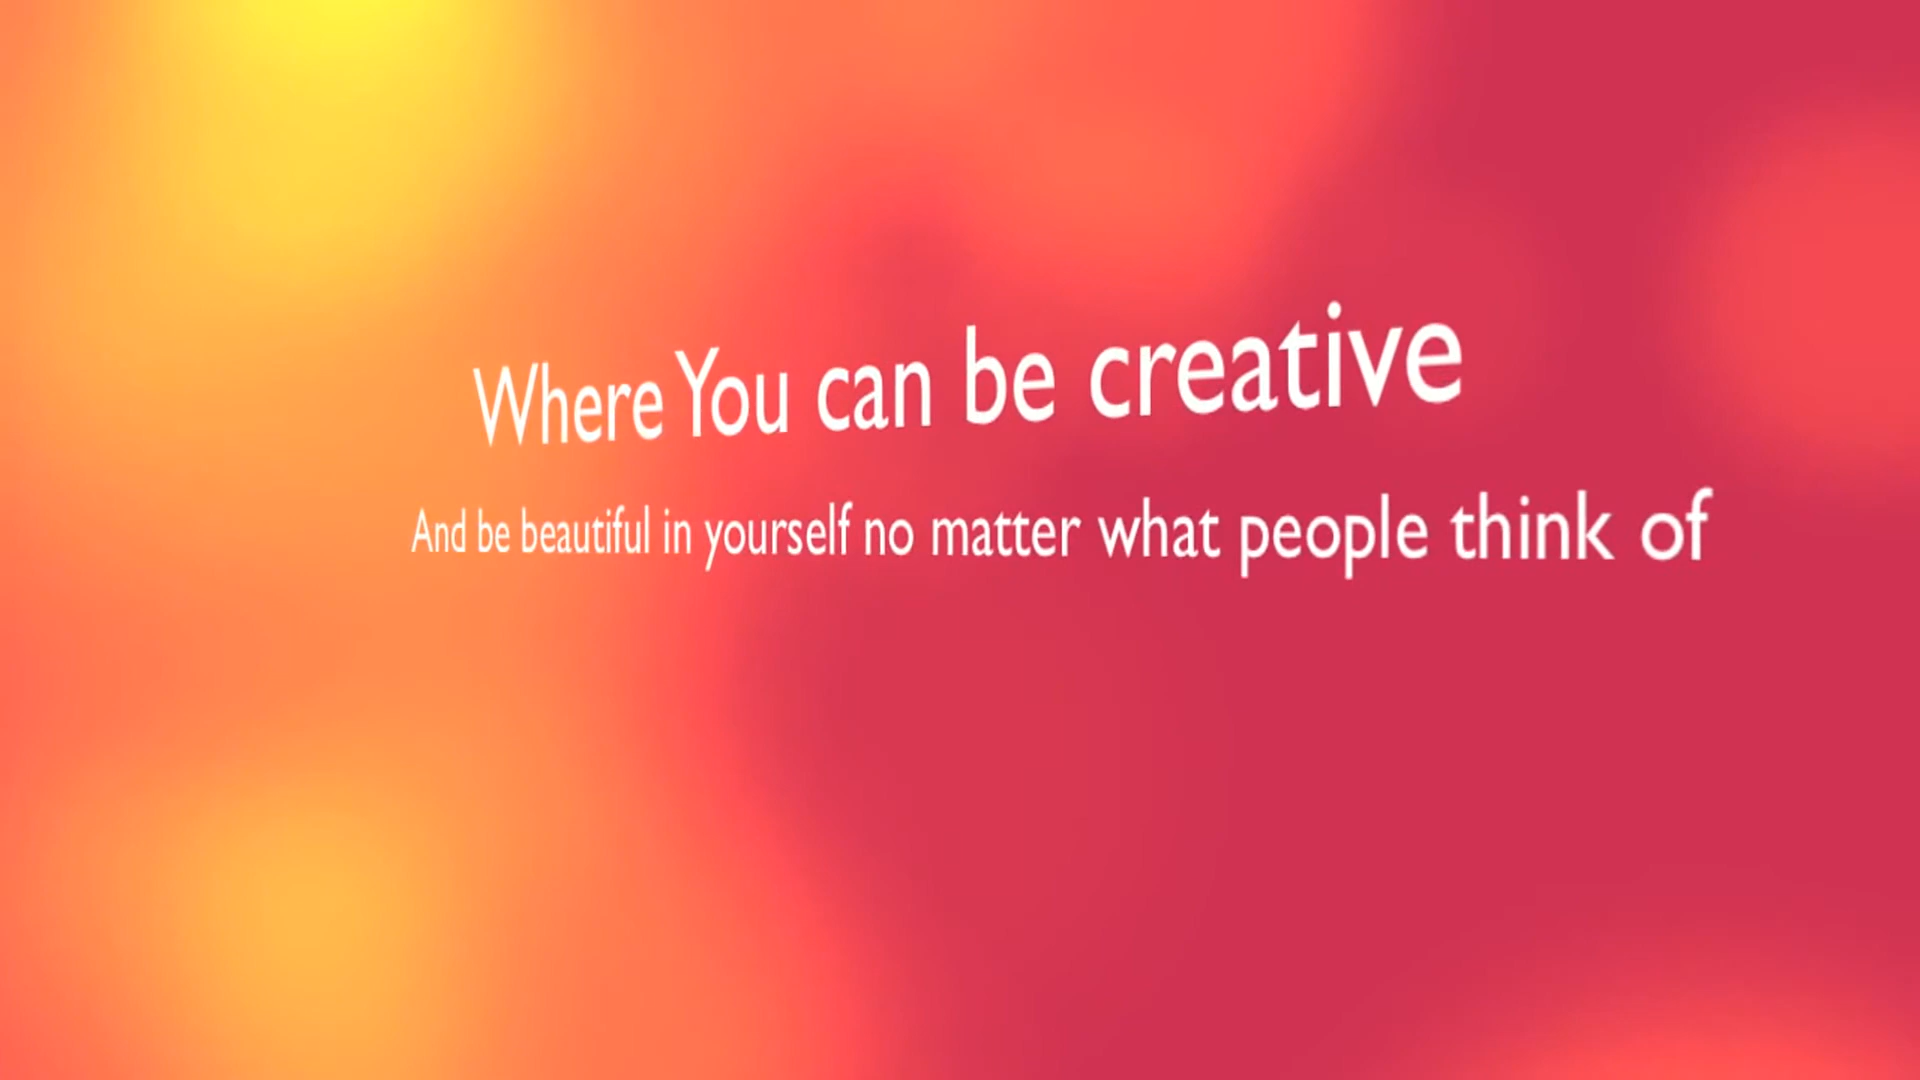 Where You can be creative
And be beautiful in yourself no matter what people think of